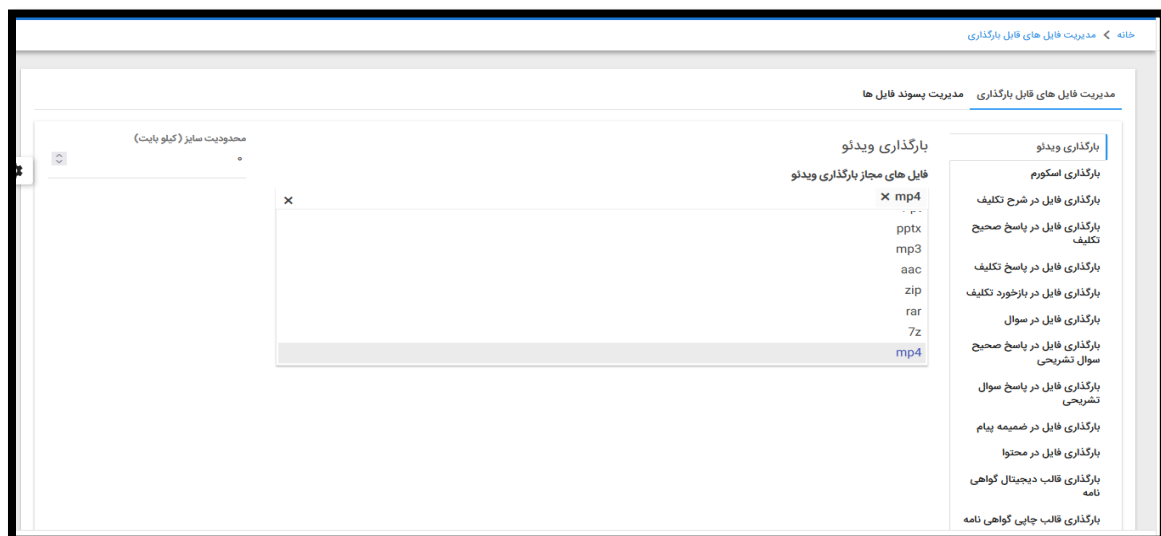 خانه > مدیریت فایل های قابل بارگذاری
مدیریت فایل های قابل بارگذاری
مدیریت پسوند فایل ها
بارگذاری ویدئو
بارگذاری اسکورم
بارگذاری فایل در شرح تکلیف
بارگذاری فایل در پاسخ صحیح
تکلیف
بارگذاری فایل در پاسخ تکلیف
بارگذاری فایل در بازخورد تکلیف
بارگذاری فایل در سوال
بارگذاری فایل در پاسخ صحیح
سوال تشریحی
بارگذاری فایل در پاسخ سوال
تشریحی
بارگذاری فایل در ضمیمه پیام
بارگذاری فایل در محتوا
بارگذاری قالب دیجیتال گواهی
نامه
بارگذاری قالب چاپی گواهی نامه
بارگذاری ویدئو
فایل های مجاز بارگذاری ویدئو
mp4
pptx
mp3
aac
zip
rar
7z
mp4
محدودیت سایز (کیلو بایت)
۰